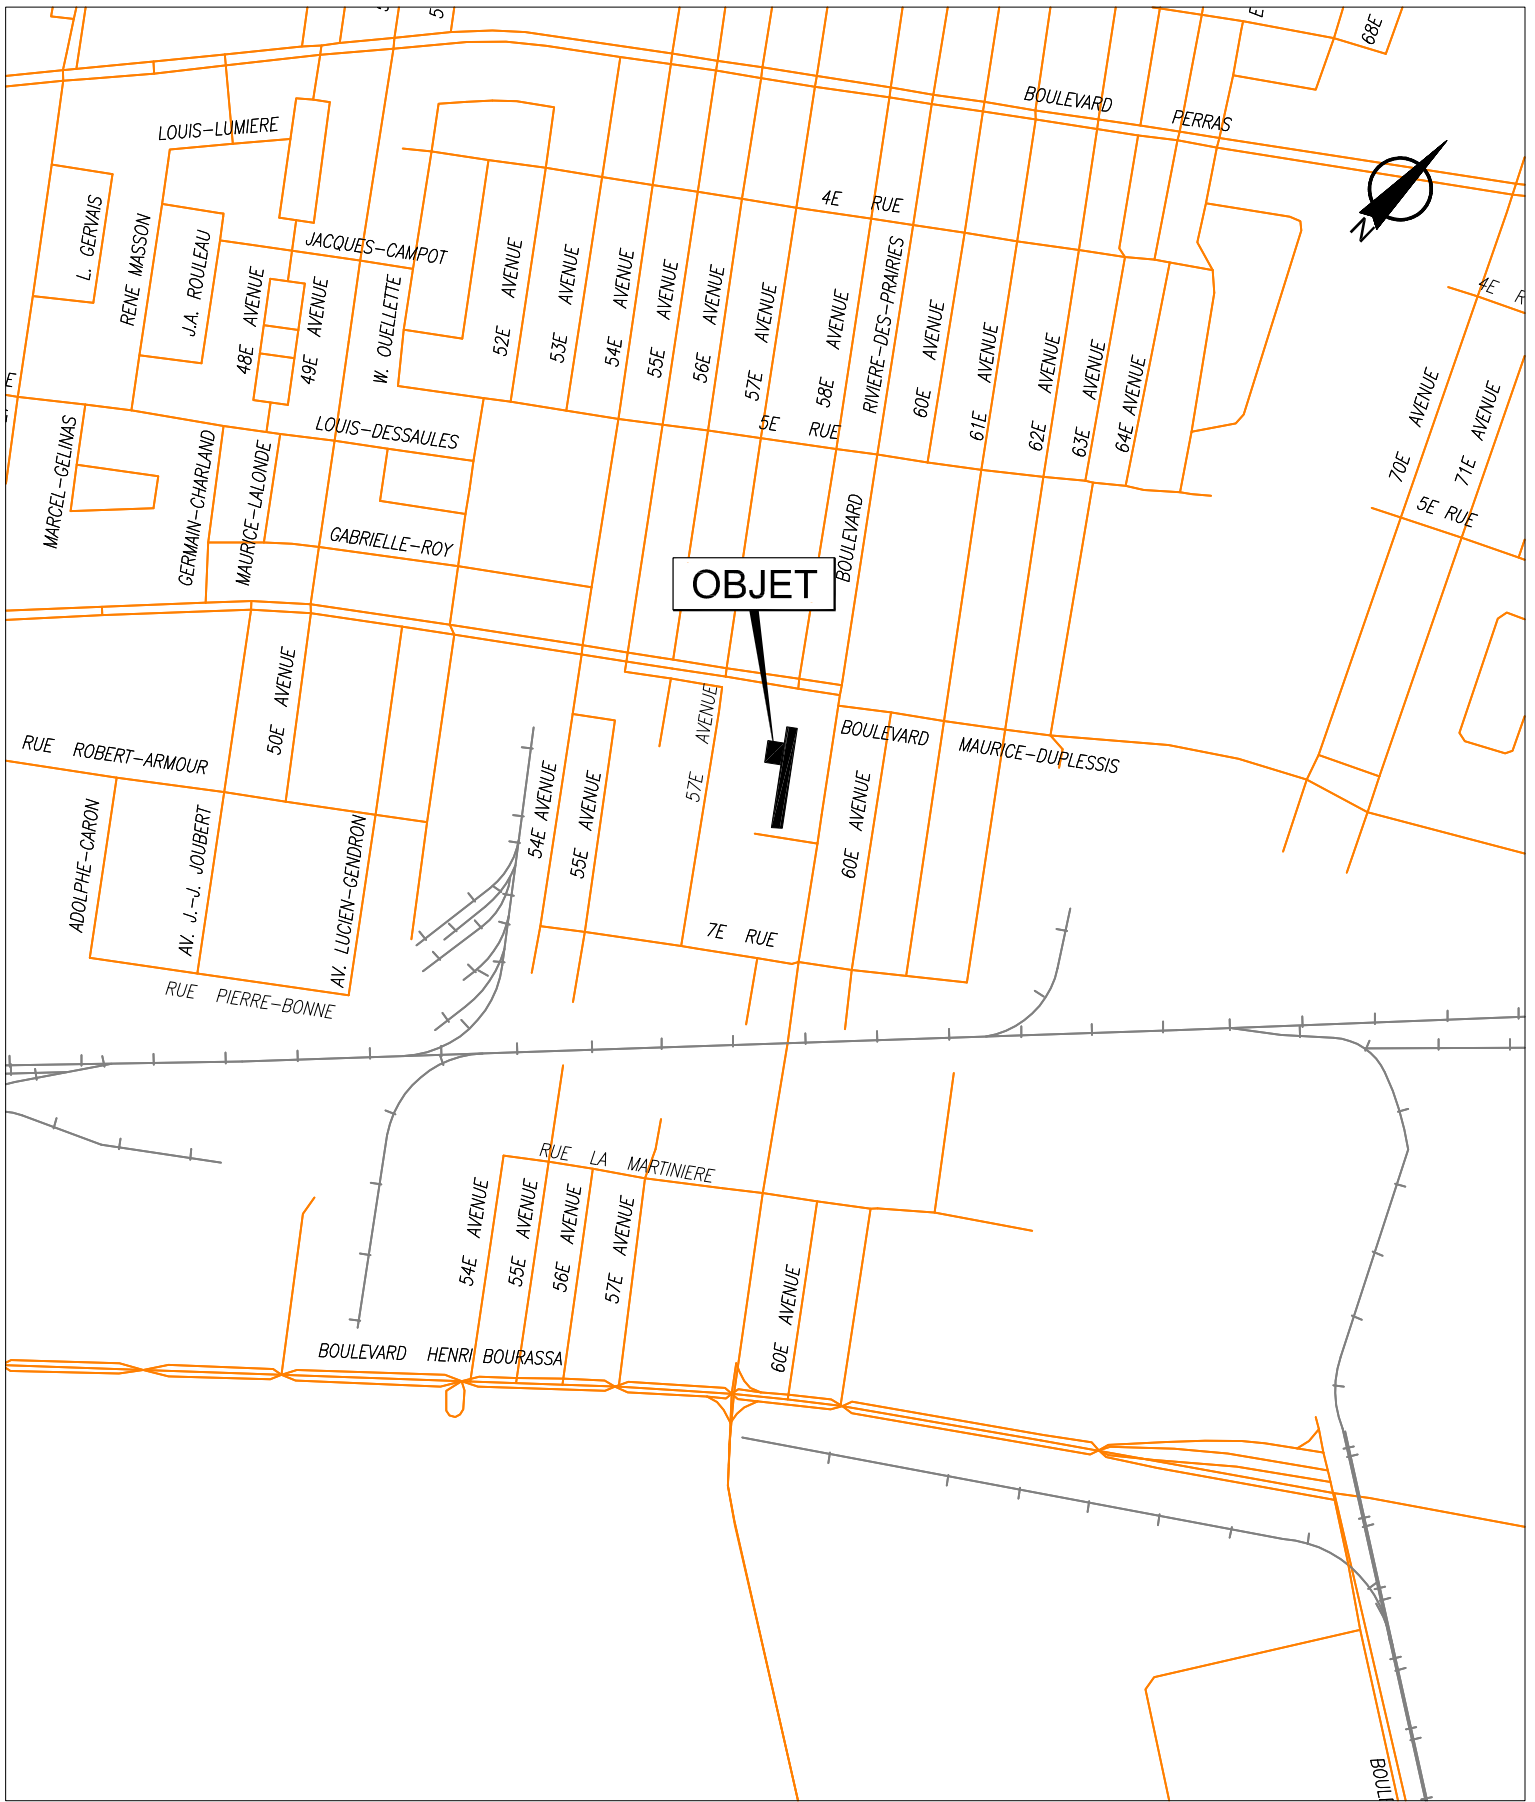 68E
BOULEVARD PERRAS
LOUIS-LUMIERE
4E RUE
L. GERVAIS
RENE MASSON
J.A. ROULEAU
JACQUES-CAMPOT
48E AVENUE
49E AVENUE
W. OUELLETTE
52E AVENUE
53E AVENUE
54E AVENUE
55E AVENUE
56E AVENUE
57E AVENUE
58E AVENUE
RIVIERE-DES-PRAIRIES
BOULEVARD
60E AVENUE
61E AVENUE
62E AVENUE
63E AVENUE
64E AVENUE
70E AVENUE
71E AVENUE
N
4E R
5E RUE
5E RUE
LOUIS-DESSAULES
MARCEL-GELINAS
GERMAIN-CHARLAND
MAURICE-LALONDE
GABRIELLE-ROY
OBJET
50E AVENUE
RUE ROBERT-ARMOUR
57E AVENUE
BOULEVARD MAURICE-DUPLESSIS
54E AVENUE
55E AVENUE
60E AVENUE
ADOLPHE-CARON
AV. J.-J. JOUBERT
AV. LUCIEN-GENDRON
7E RUE
RUE PIERRE-BONNE
RUE LA MARTINIERE
54E AVENUE
55E AVENUE
56E AVENUE
57E AVENUE
60E AVENUE
BOULEVARD HENRI BOURASSA
BOUL